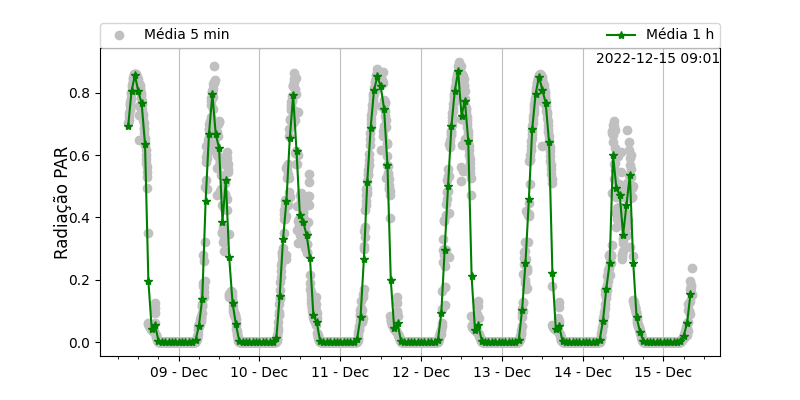 Média 5 min Média 1 h
2022-12-15 09:01
Radiação PAR
0.8
0.6
0.4
0.2
0.0
09 - Dec 10 - Dec 11 - Dec 12 - Dec 13 - Dec 14 - Dec 15 - Dec